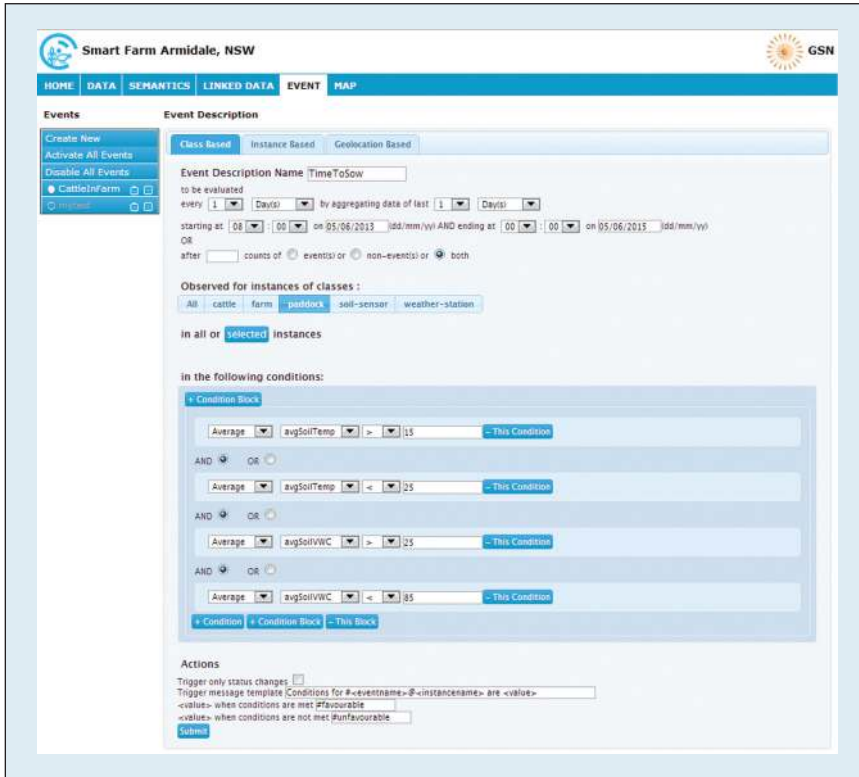 Smart Farm Armidale, NSW
GSN
HOME DATA SEMANTICS LINKED DATA EVENT MAP
Events
Event Description
Create New
Activate All Events
Disable All Events
CattleInFarm
Class Based Instance Based Geolocation Based
Event Description Name TimeToSow
to be evaluated
every 1 Day(s) by aggregating date of last 1 Day(s)
starting at 08 : 00 on 05/06/2013 (dd/mm/yy) AND ending at 00 : 00 on 05/06/2015 (dd/mm/yy)
OR
after counts of event(s) or non-event(s) or both
Observed for instances of classes :
All cattle farm paddock soil-sensor weather-station
in all or selected instances
in the following conditions:
+ Condition Block
Average avgSoilTemp > 15 - This Condition
AND OR
Average avgSoilTemp < 25 - This Condition
AND OR
Average avgSoilVWC > 25 - This Condition
AND OR
Average avgSoilVWC < 85 - This Condition
+ Condition + Condition Block - This Block
Actions
Trigger only status changes
Trigger message template Conditions for #<eventname>@<instancename> are <value>
<value> when conditions are met #favourable
<value> when conditions are not met #unfavourable
Submit